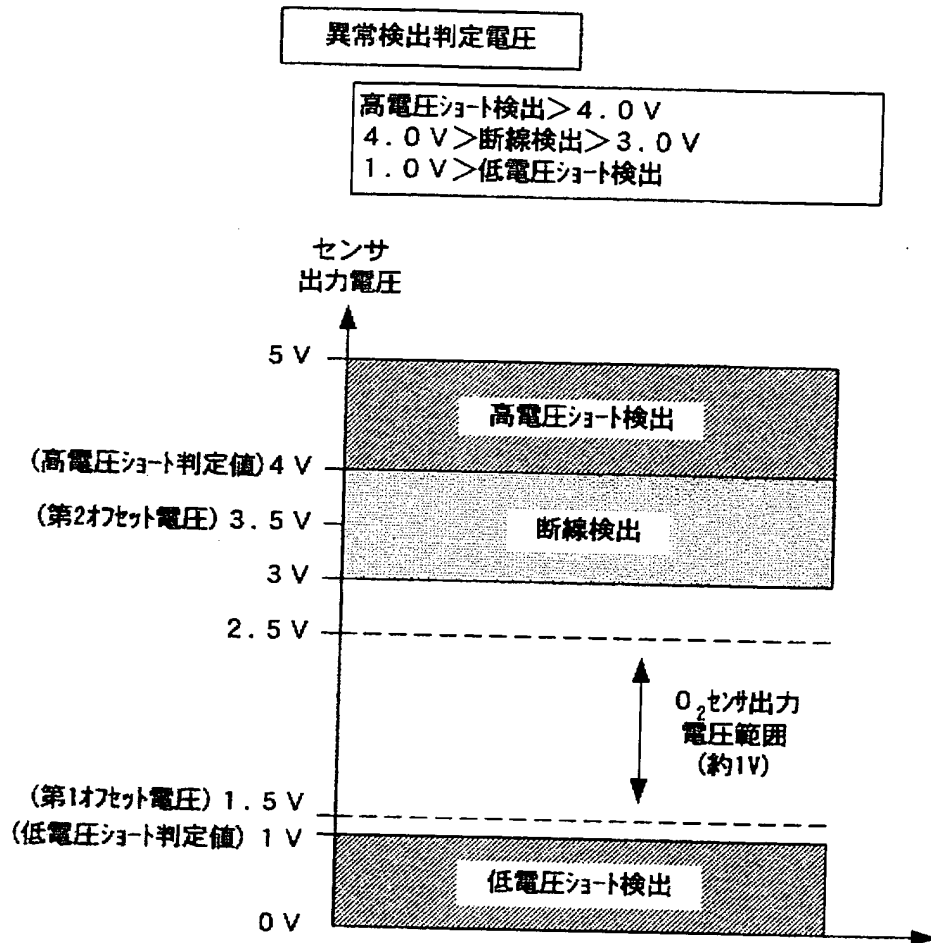 異常検出判定電圧
高電圧ショート検出＞４．０Ｖ
４．０Ｖ＞断線検出＞３．０Ｖ
１．０Ｖ＞低電圧ショート検出
センサ
出力電圧
５Ｖ
高電圧ショート検出
(高電圧ショート判定値)４Ｖ
(第2オフセット電圧)３．５Ｖ
断線検出
３Ｖ
２．５Ｖ
O₂センサ出力
電圧範囲
(約1V)
(第1オフセット電圧)１．５Ｖ
(低電圧ショート判定値)１Ｖ
低電圧ショート検出
０Ｖ